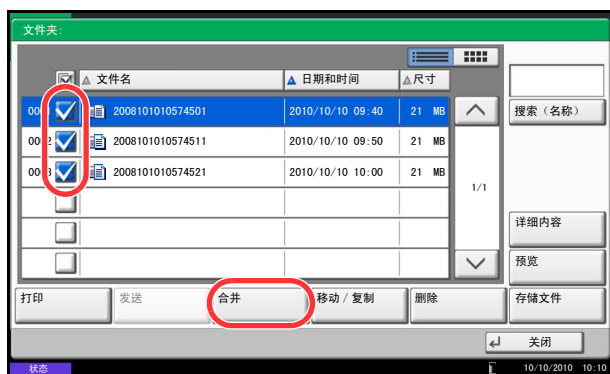 文件夹:
文件名 日期和时间 尺寸
0001 2008101010574501 2010/10/10 09:40 21 MB 搜索（名称）
0002 2008101010574511 2010/10/10 09:50 21 MB
0003 2008101010574521 2010/10/10 10:00 21 MB
1/1
详细内容
预览
打印 发送 合并 移动 / 复制 删除 存储文件
关闭
状态 10/10/2010 10:10